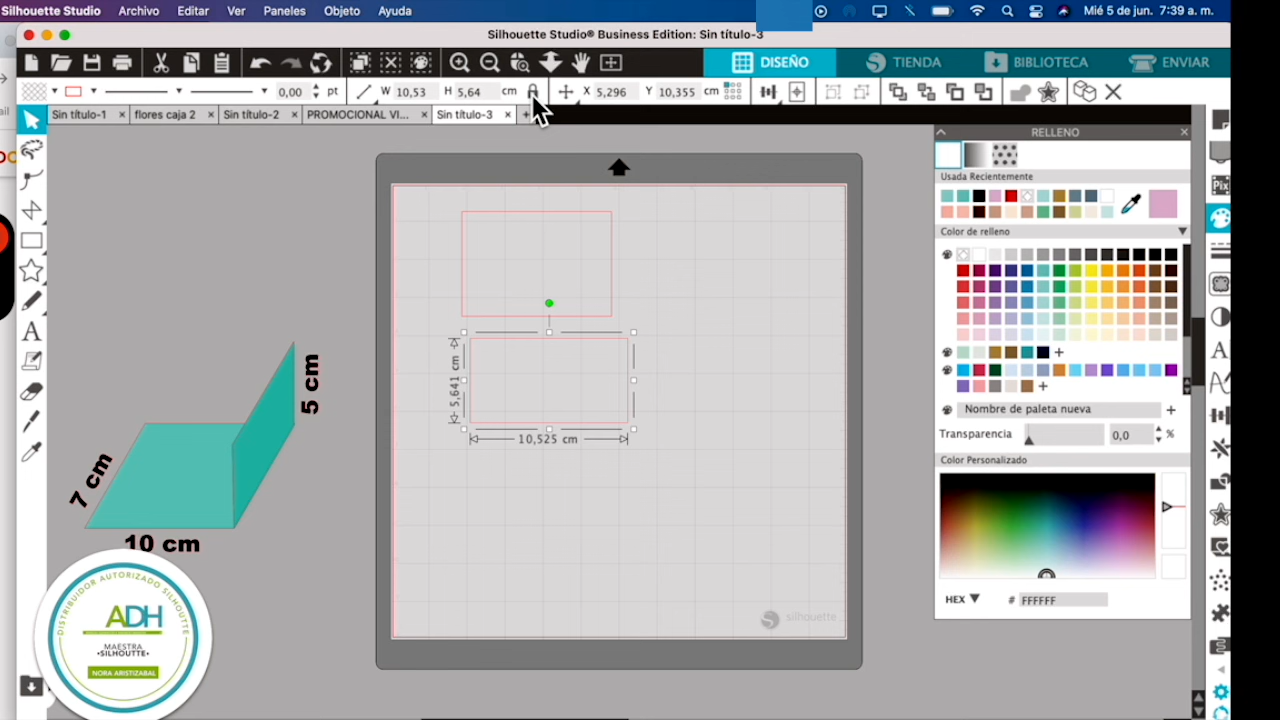 Silhouette Studio Archivo Editar Ver Paneles Objeto Ayuda
Mié 5 de jun. 7:39 a. m.
Silhouette Studio® Business Edition: Sin título-3
DISEÑO TIENDA BIBLIOTECA ENVIAR
0,00 pt W 10,53 H 5,64 cm X 5,296 Y 10,355 cm
Sin título-1 flores caja 2 Sin título-2 PROMOCIONAL VI... Sin título-3
RELLENO
Pix
Usada Recientemente
Color de relleno
5 cm
5,641 cm
10,525 cm
7 cm
10 cm
Nombre de paleta nueva
Transparencia 0,0 %
Color Personalizado
HEX # FFFFFF
silhouette
DISTRIBUIDOR AUTORIZADO SILHOUTTE
ADH
MAESTRA
•SILHOUTTE•
NORA ARISTIZABAL